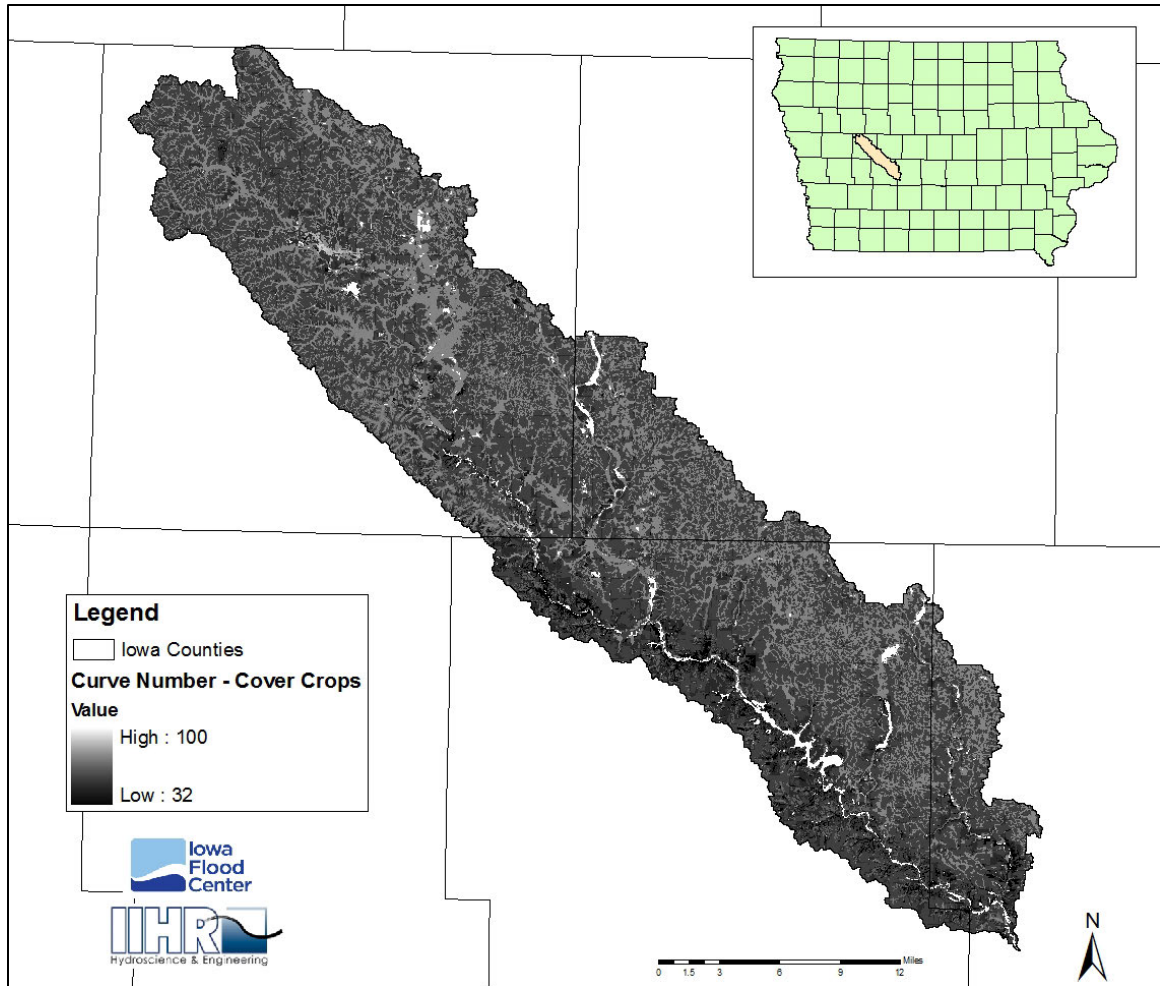 Legend
Iowa Counties
Curve Number - Cover Crops
Value
High : 100
Low : 32
Iowa
Flood
Center
IIHR
Hydroscience & Engineering
N
Miles
0 1.5 3 6 9 12